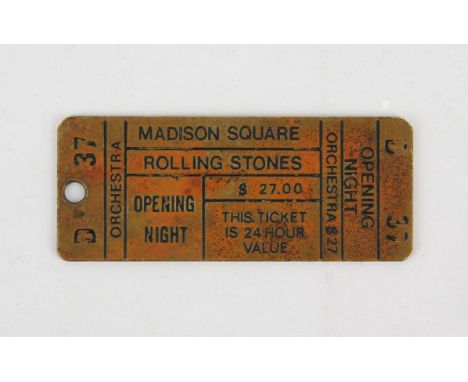 D 37
ORCHESTRA
MADISON SQUARE
ROLLING STONES
OPENING
NIGHT
$ 27.00
THIS TICKET
IS 24 HOUR
VALUE
ORCHESTRA $27
OPENING
NIGHT